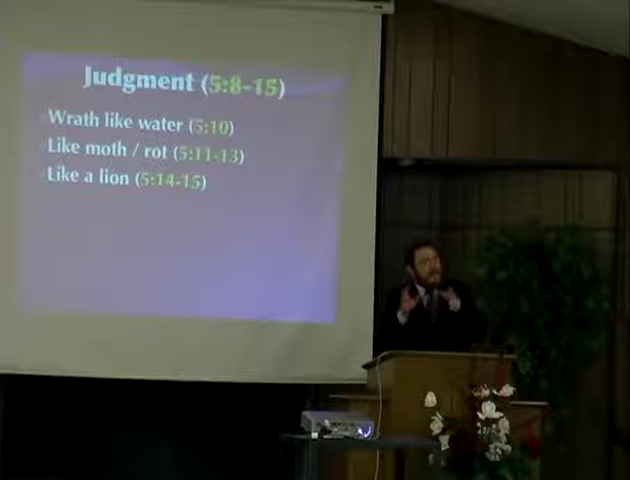 Judgment (5:8-15)
Wrath like water (5:10)
Like moth / rot (5:11-13)
Like a lion (5:14-15)